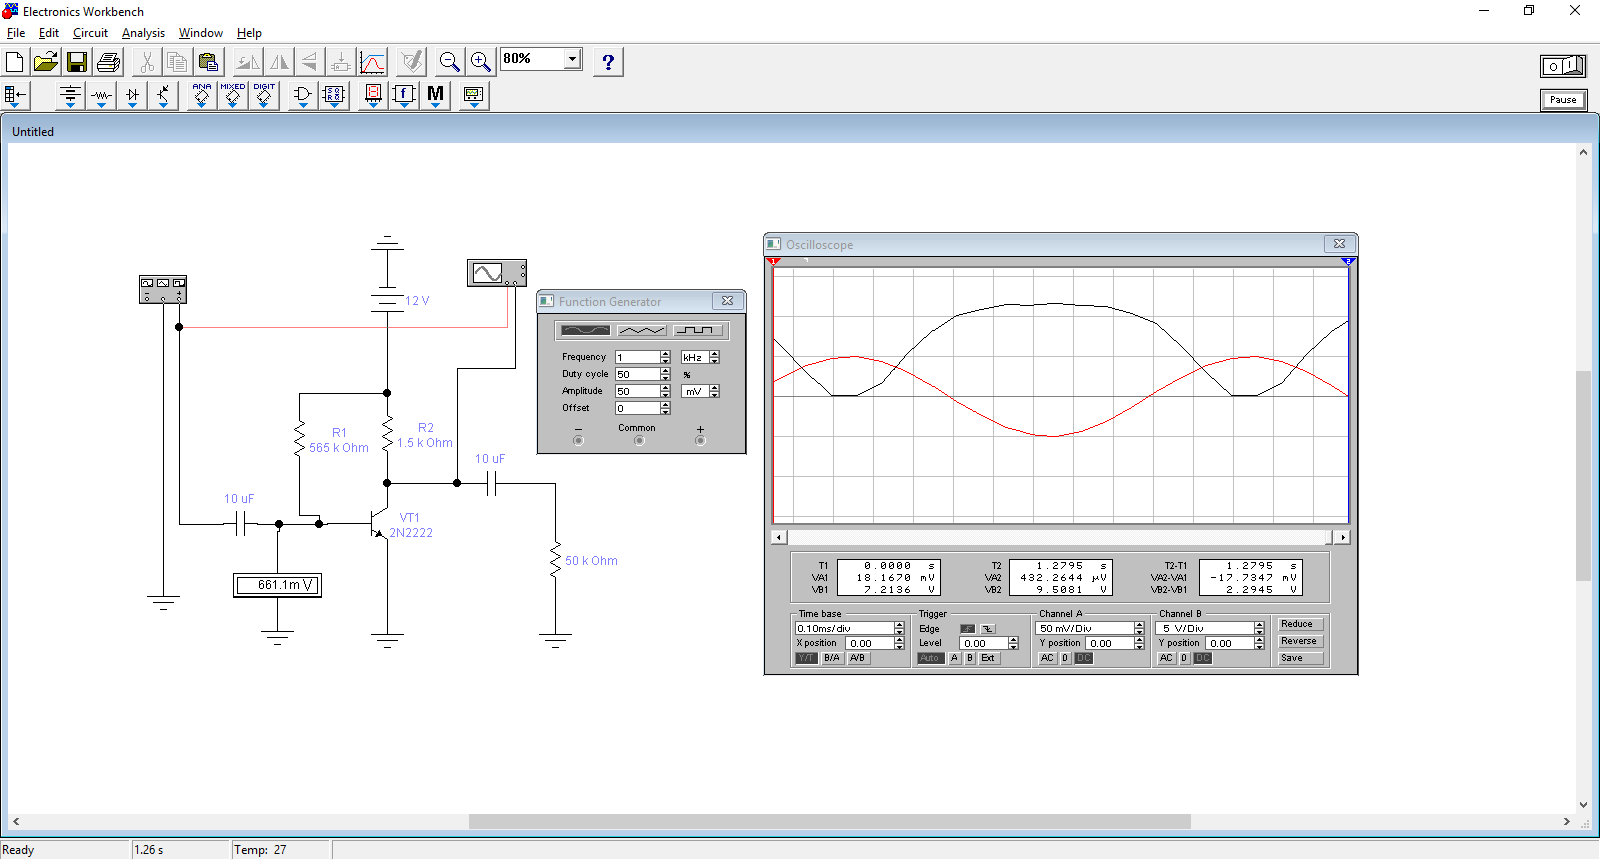 Electronics Workbench
File Edit Circuit Analysis Window Help
80%
?
O I
ANA MIXED DIGIT
f M
Pause
Untitled
12 V
R1
565 k Ohm
R2
1.5 k Ohm
10 uF
10 uF
VT1
2N2222
50 k Ohm
661.1m V
Function Generator
Frequency 1 kHz
Duty cycle 50 %
Amplitude 50 mV
Offset 0
− Common +
Oscilloscope
1 2
T1 0.0000 s T2 1.2795 s T2-T1 1.2795 s
VA1 18.1670 mV VA2 432.2644 µV VA2-VA1 -17.7347 mV
VB1 7.2136 V VB2 9.5081 V VB2-VB1 2.2945 V
Time base Trigger Channel A Channel B
0.10ms/div Edge 50 mV/Div 5 V/Div Reduce
X position 0.00 Level 0.00 Y position 0.00 Y position 0.00 Reverse
Y/T B/A A/B Auto A B Ext AC 0 DC AC 0 DC Save
Ready 1.26 s Temp: 27